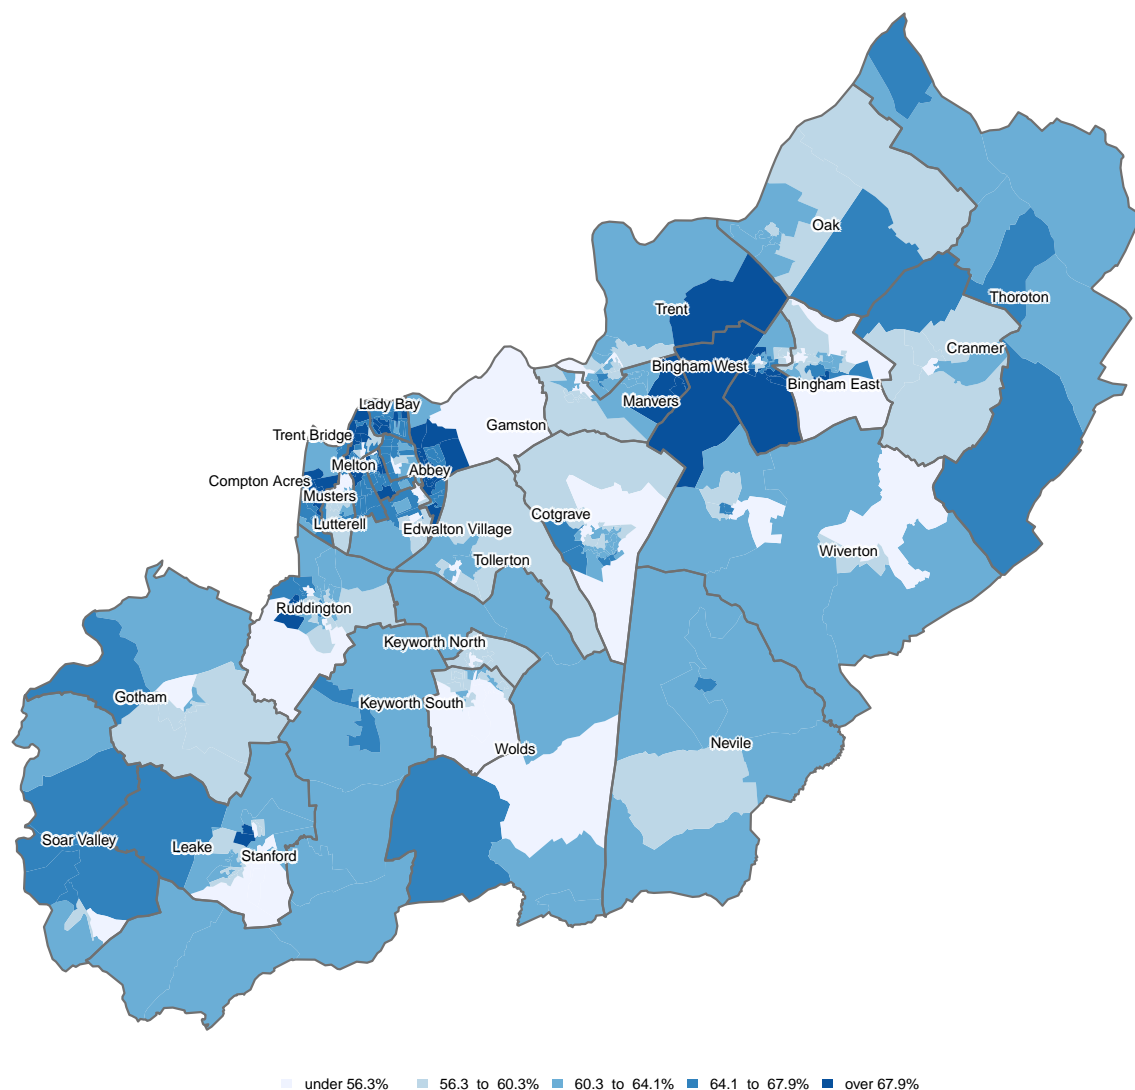 Oak
Thoroton
Trent
Cranmer
Bingham West
Bingham East
Manvers
Lady Bay
Gamston
Trent Bridge
Melton
Abbey
Compton Acres
Musters
Lutterell
Edwalton Village
Cotgrave
Wiverton
Tollerton
Ruddington
Keyworth North
Gotham
Keyworth South
Nevile
Wolds
Soar Valley
Leake
Stanford
under 56.3% 56.3 to 60.3% 60.3 to 64.1% 64.1 to 67.9% over 67.9%